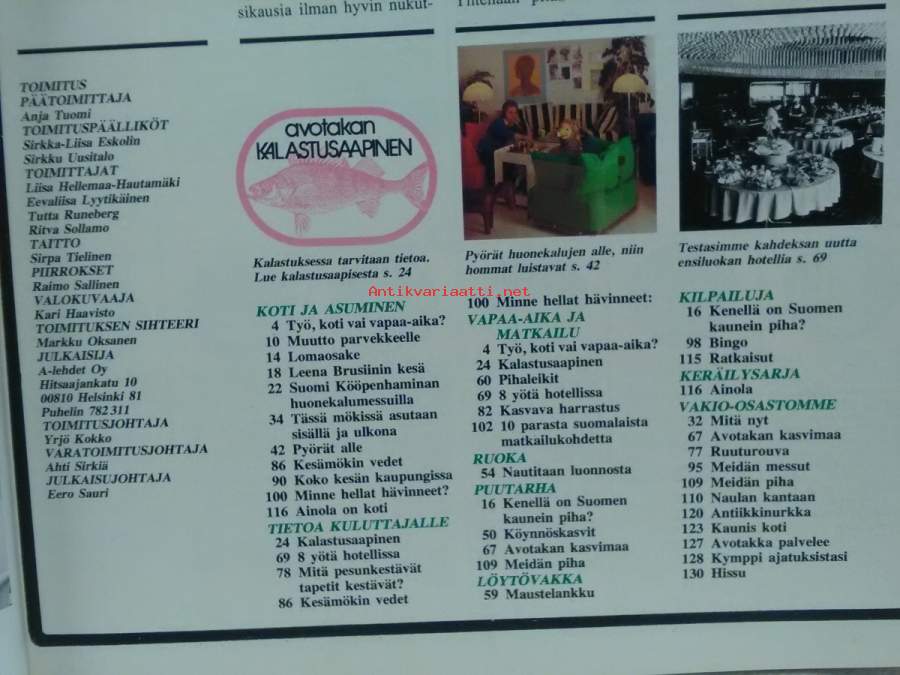 sikausia ilman hyvin nukut-
TOIMITUS
PÄÄTOIMITTAJA
Anja Tuomi
TOIMITUSPÄÄLLIKÖT
Sirkka-Liisa Eskolin
Sirkku Uusitalo
TOIMITTAJAT
Liisa Hellemaa-Hautamäki
Eevaliisa Lyytikäinen
Tutta Runeberg
Ritva Sollamo
TAITTO
Sirpa Tielinen
PIIRROKSET
Raimo Sallinen
VALOKUVAAJA
Kari Haavisto
TOIMITUKSEN SIHTEERI
Markku Oksanen
JULKAISIJA
A-lehdet Oy
Hitsaajankatu 10
00810 Helsinki 81
Puhelin 782 311
TOIMITUSJOHTAJA
Yrjö Kokko
VARATOIMITUSJOHTAJA
Ahti Sirkiä
JULKAISUJOHTAJA
Eero Sauri
avotakan
KALASTUSAAPINEN
Kalastuksessa tarvitaan tietoa.
Lue kalastusaapisesta s. 24
KOTI JA ASUMINEN
4 Työ, koti vai vapaa-aika?
10 Muutto parvekkeelle
14 Lomaosake
18 Leena Brusiinin kesä
22 Suomi Kööpenhaminan
huonekalumessuilla
34 Tässä mökissä asutaan
sisällä ja ulkona
42 Pyörät alle
86 Kesämökin vedet
90 Koko kesän kaupungissa
100 Minne hellat hävinneet?
116 Ainola on koti
TIETOA KULUTTAJALLE
24 Kalastusaapinen
69 8 yötä hotellissa
78 Mitä pesunkestävät
tapetit kestävät?
86 Kesämökin vedet
Pyörät huonekalujen alle, niin
hommat luistavat s. 42
Antikvariaatti.net
100 Minne hellat hävinneet:
VAPAA-AIKA JA
MATKAILU
4 Työ, koti vai vapaa-aika?
24 Kalastusaapinen
60 Pihaleikit
69 8 yötä hotellissa
82 Kasvava harrastus
102 10 parasta suomalaista
matkailukohdetta
RUOKA
54 Nautitaan luonnosta
PUUTARHA
16 Kenellä on Suomen
kaunein piha?
50 Köynnöskasvit
67 Avotakan kasvimaa
109 Meidän piha
LÖYTÖVAKKA
59 Maustelankku
Testasimme kahdeksan uutta
ensiluokan hotellia s. 69
KILPAILUJA
16 Kenellä on Suomen
kaunein piha?
98 Bingo
115 Ratkaisut
KERÄILYSARJA
116 Ainola
VAKIO-OSASTOMME
32 Mitä nyt
67 Avotakan kasvimaa
77 Ruuturouva
95 Meidän messut
109 Meidän piha
110 Naulan kantaan
120 Antiikkinurkka
123 Kaunis koti
127 Avotakka palvelee
128 Kymppi ajatuksistasi
130 Hissu